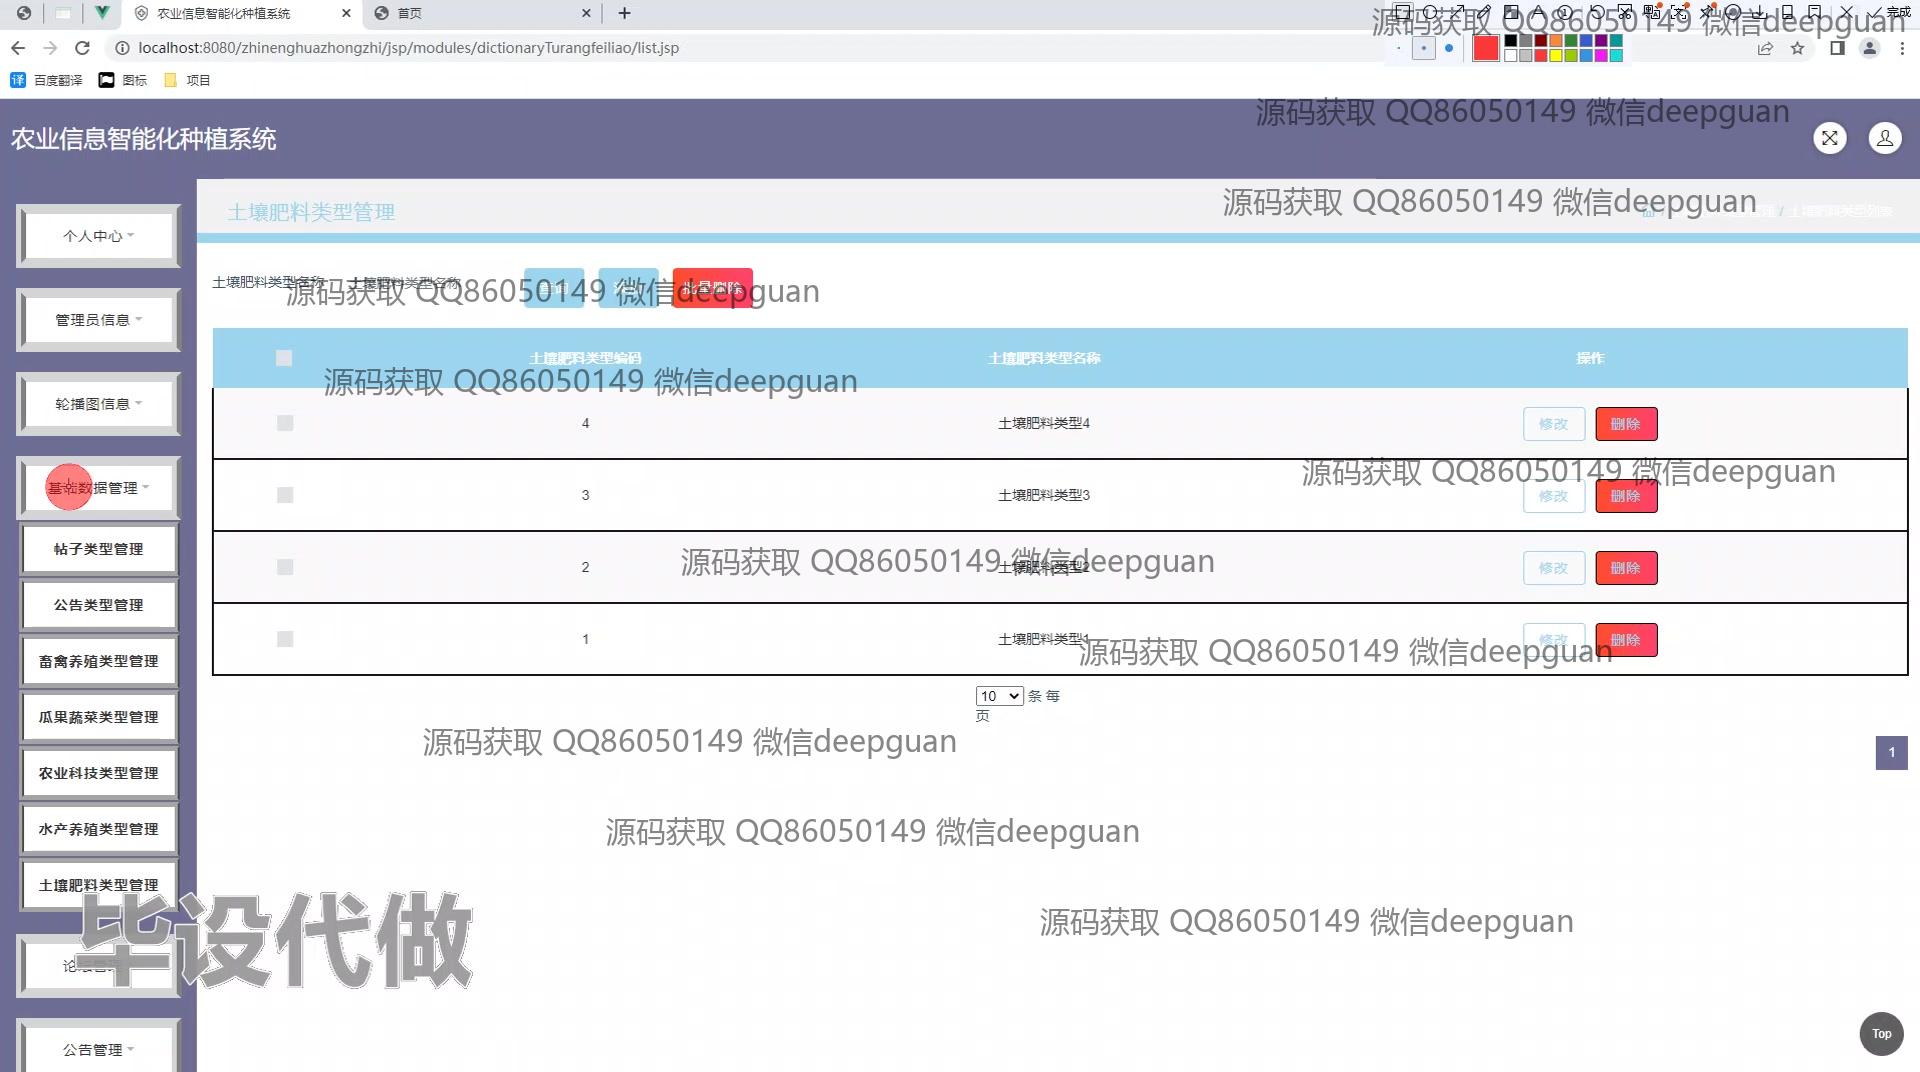 农业信息智能化种植系统
首页
完成
源码获取 QQ86050149 微信deepguan
localhost:8080/zhinenghuazhongzhi/jsp/modules/dictionaryTurangfeiliao/list.jsp
百度翻译
图标
项目
源码获取 QQ86050149 微信deepguan
农业信息智能化种植系统
源码获取 QQ86050149 微信deepguan
土壤肥料类型管理
个人中心
管理员信息
轮播图信息
基础数据管理
帖子类型管理
公告类型管理
畜禽养殖类型管理
瓜果蔬菜类型管理
农业科技类型管理
水产养殖类型管理
土壤肥料类型管理
公告管理
土壤肥料类型名称 土壤肥料类型名称 批量删除
源码获取 QQ86050149 微信deepguan
土壤肥料类型编码 土壤肥料类型名称 操作
源码获取 QQ86050149 微信deepguan
4 土壤肥料类型4 修改 删除
源码获取 QQ86050149 微信deepguan
3 土壤肥料类型3 修改 删除
源码获取 QQ86050149 微信deepguan
2 土壤肥料类型2 修改 删除
1 土壤肥料类型1 修改 删除
源码获取 QQ86050149 微信deepguan
10 条 每
页
源码获取 QQ86050149 微信deepguan
1
源码获取 QQ86050149 微信deepguan
源码获取 QQ86050149 微信deepguan
毕设代做
Top